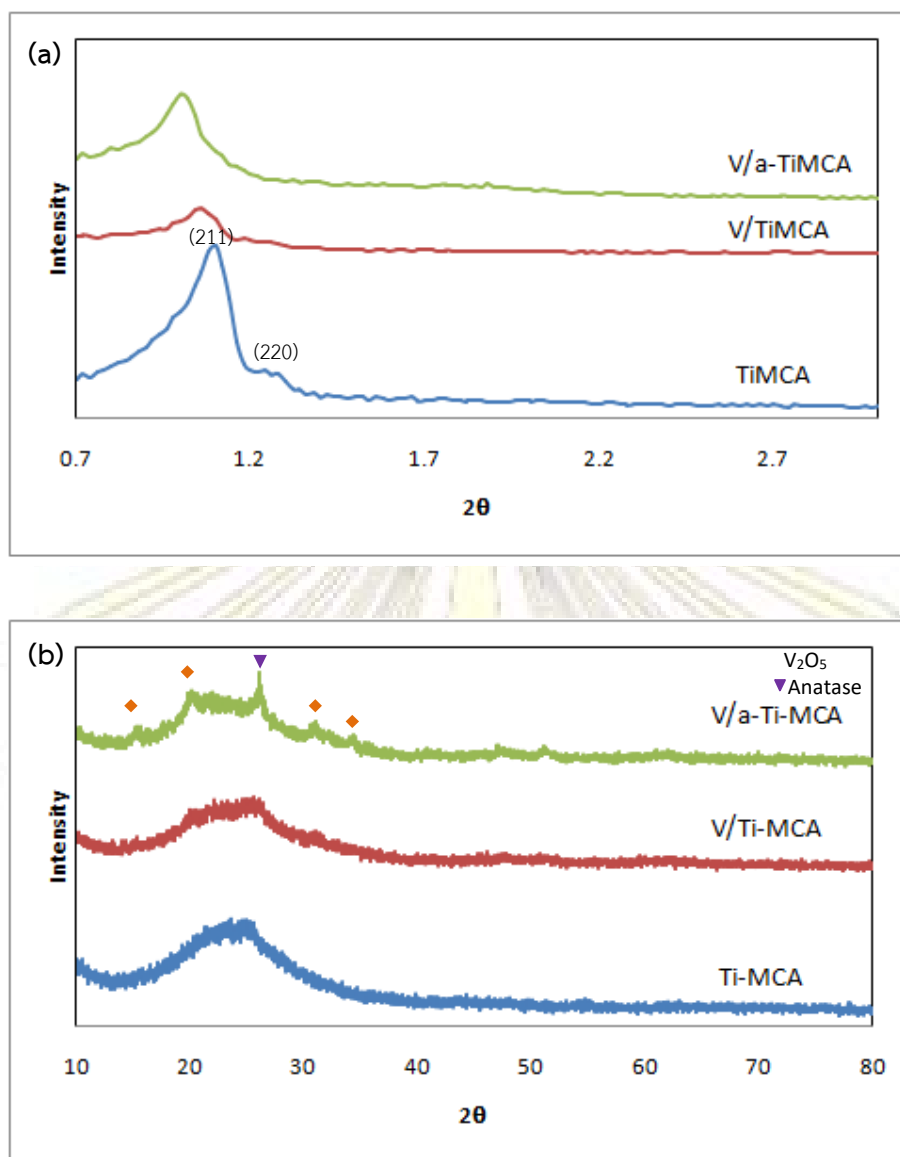 (a)
V/a-TiMCA
V/TiMCA
(211)
(220)
TiMCA
Intensity
0.7 1.2 1.7 2.2 2.7
2θ
(b)
V₂O₅
▼Anatase
V/a-Ti-MCA
V/Ti-MCA
Ti-MCA
Intensity
10 20 30 40 50 60 70 80
2θ